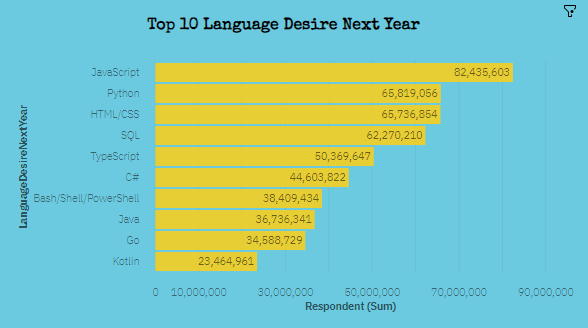 Top 10 Language Desire Next Year
LanguageDesireNextYear
JavaScript 82,435,603
Python 65,819,056
HTML/CSS 65,736,854
SQL 62,270,210
TypeScript 50,369,647
C# 44,603,822
Bash/Shell/PowerShell 38,409,434
Java 36,736,341
Go 34,588,729
Kotlin 23,464,961
0 10,000,000 30,000,000 50,000,000 70,000,000 90,000,000
Respondent (Sum)